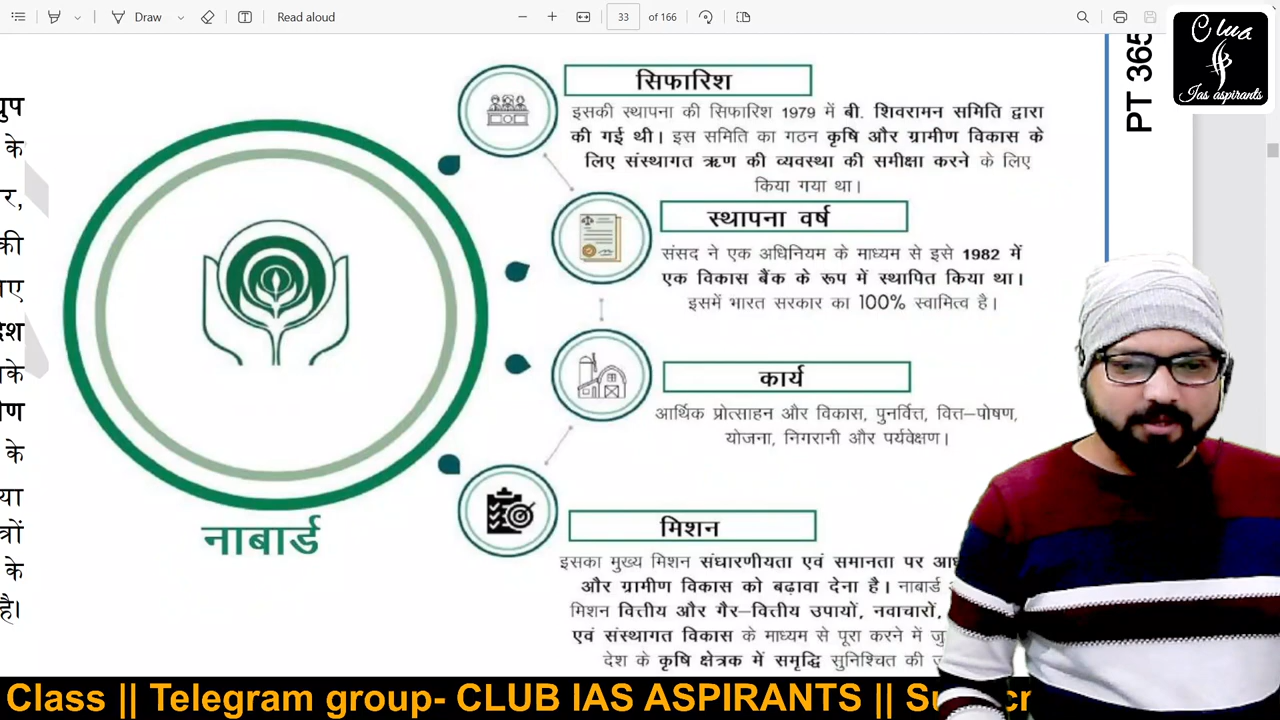 Draw
Read aloud
33 of 166
Club
Ias aspirants
PT 365
के
की
के
के
है।
सिफारिश
इसकी स्थापना की सिफारिश 1979 में बी. शिवरामन समिति द्वारा
की गई थी। इस समिति का गठन कृषि और ग्रामीण विकास के
लिए संस्थागत ऋण की व्यवस्था की समीक्षा करने के लिए
किया गया था।
स्थापना वर्ष
संसद ने एक अधिनियम के माध्यम से इसे 1982 में
एक विकास बैंक के रूप में स्थापित किया था।
इसमें भारत सरकार का 100% स्वामित्व है।
कार्य
आर्थिक प्रोत्साहन और विकास, पुनर्वित्त, वित्त–पोषण,
योजना, निगरानी और पर्यवेक्षण।
नाबार्ड
मिशन
इसका मुख्य मिशन संधारणीयता एवं समानता पर
और ग्रामीण विकास को बढ़ावा देना है। नाबार्ड
मिशन वित्तीय और गैर–वित्तीय उपायों, नवाचारों,
एवं संस्थागत विकास के माध्यम से पूरा करने में
देश के कृषि क्षेत्रक में समृद्धि सुनिश्चित की
Class || Telegram group- CLUB IAS ASPIRANTS ||